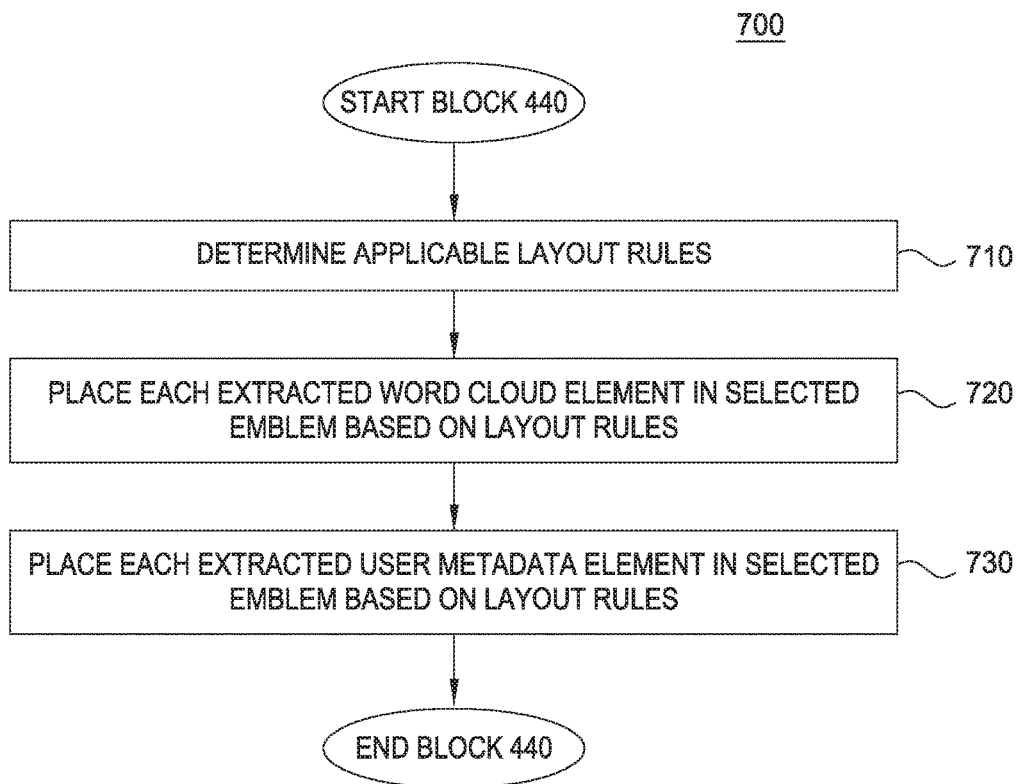 700
START BLOCK 440
DETERMINE APPLICABLE LAYOUT RULES
710
PLACE EACH EXTRACTED WORD CLOUD ELEMENT IN SELECTED
EMBLEM BASED ON LAYOUT RULES
720
PLACE EACH EXTRACTED USER METADATA ELEMENT IN SELECTED
EMBLEM BASED ON LAYOUT RULES
730
END BLOCK 440